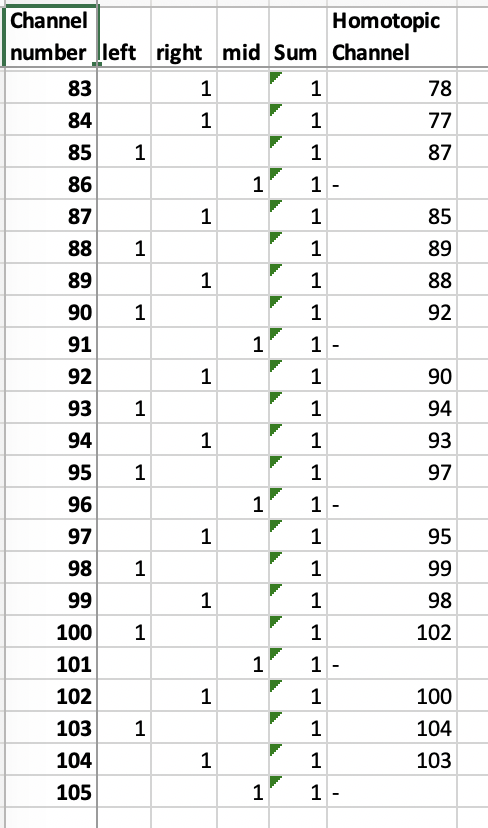 Channel number left right mid Sum Homotopic Channel
83 1 1 78
84 1 1 77
85 1 1 87
86 1 1 -
87 1 1 85
88 1 1 89
89 1 1 88
90 1 1 92
91 1 1 -
92 1 1 90
93 1 1 94
94 1 1 93
95 1 1 97
96 1 1 -
97 1 1 95
98 1 1 99
99 1 1 98
100 1 1 102
101 1 1 -
102 1 1 100
103 1 1 104
104 1 1 103
105 1 1 -